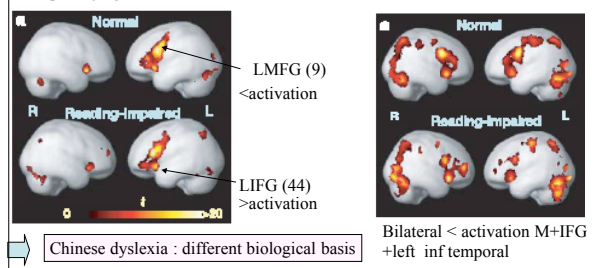 a
Normal
LMFG (9)
<activation
R Reading-Impaired L
LIFG (44)
>activation
t
0 >20
Chinese dyslexia : different biological basis
Normal
R L
Reading-Impaired
Bilateral < activation M+IFG
+left inf temporal